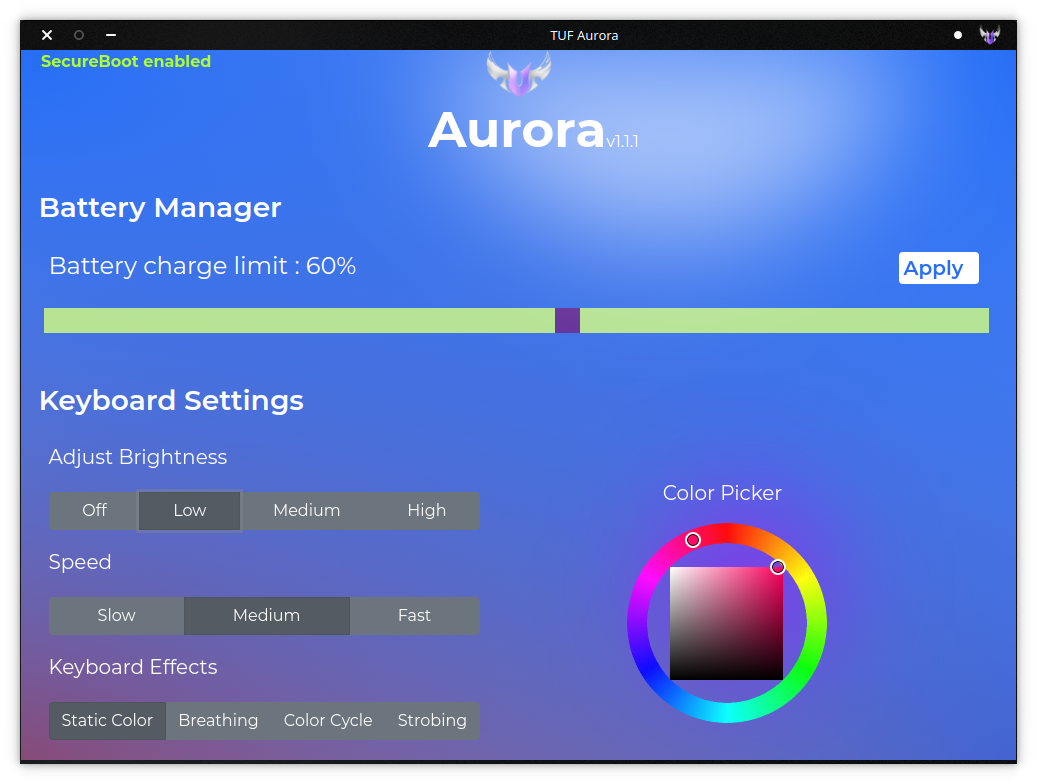 TUF Aurora
SecureBoot enabled
Aurora v1.1.1
Battery Manager
Battery charge limit : 60%
Apply
Keyboard Settings
Adjust Brightness
Off Low Medium High
Speed
Slow Medium Fast
Keyboard Effects
Static Color Breathing Color Cycle Strobing
Color Picker